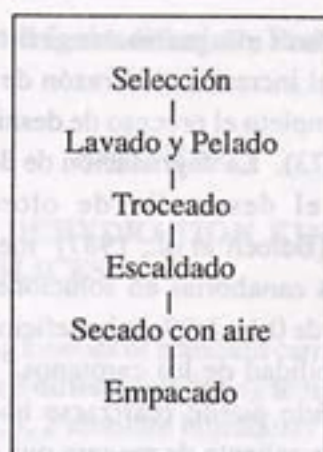 Selección
Lavado y Pelado
Troceado
Escaldado
Secado con aire
Empacado